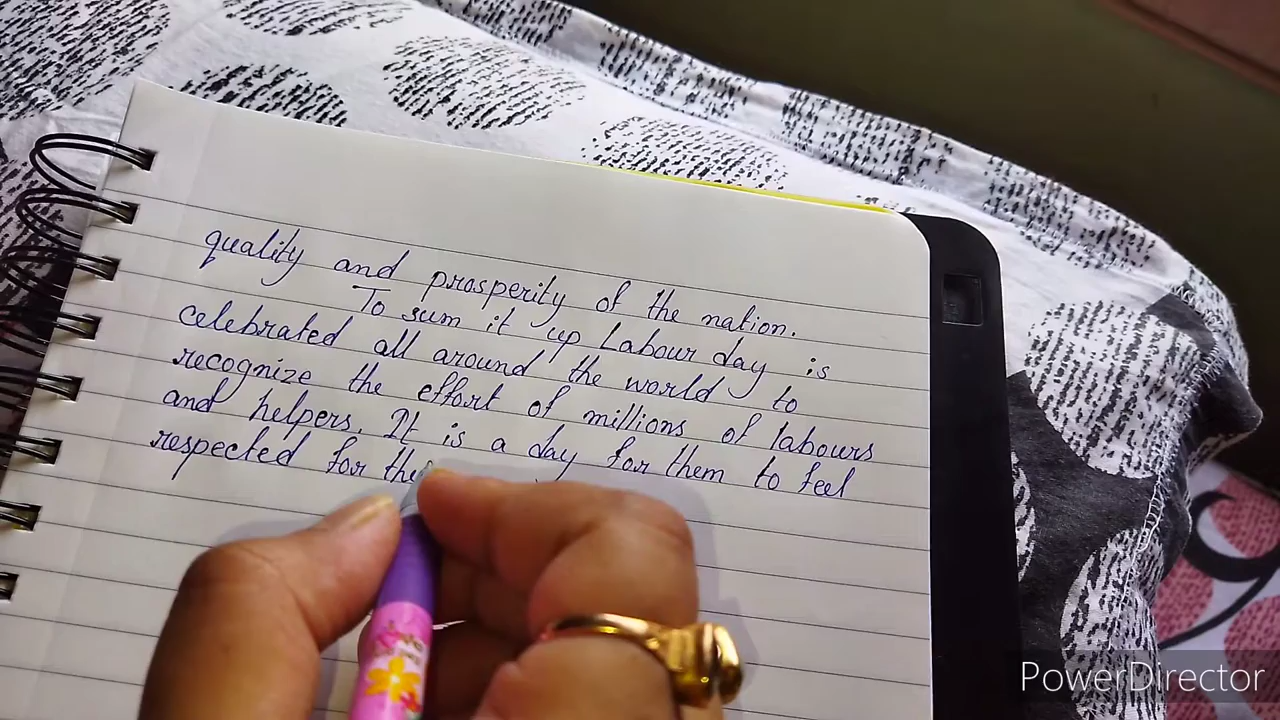 quality and prosperity of the nation.
To sum it up Labour day is
celebrated all around the world to
recognize the effort of millions of labours
and helpers. It is a day for them to feel
respected for the
PowerDirector